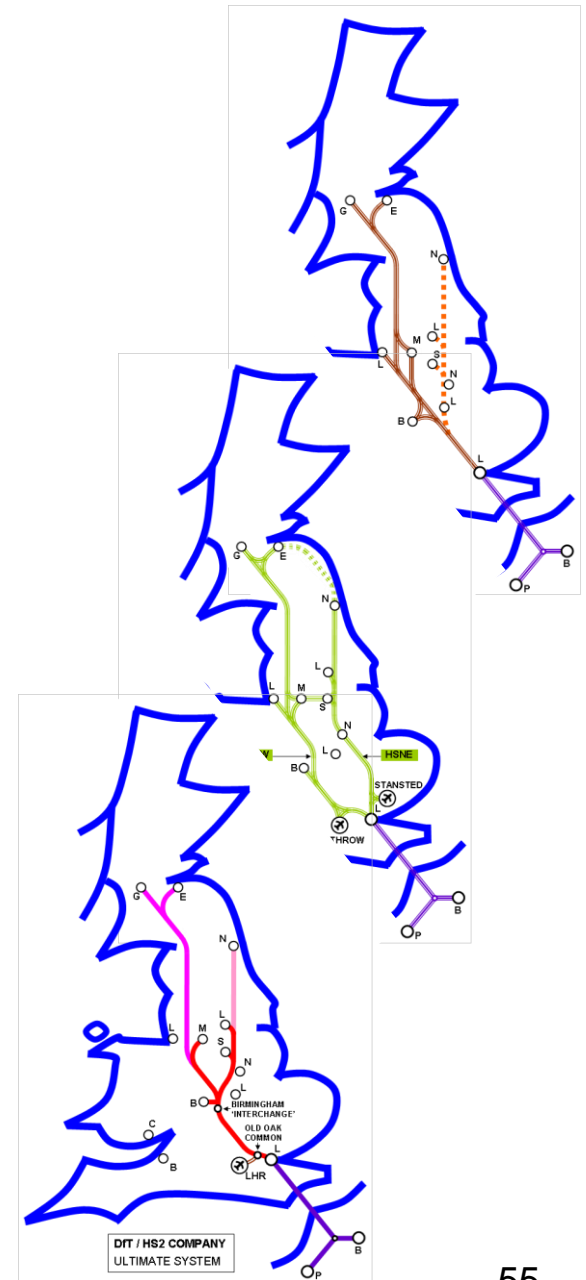 G
E
N
L
M
S
L
N
L
B
L
B
P
G
E
N
L
L
M
S
N
L
HSNE
B
STANSTED
L
THROW
B
P
G
E
N
L
L
M
S
N
L
B
BIRMINGHAM
'INTERCHANGE'
OLD OAK
COMMON
C
L
B
LHR
DfT / HS2 COMPANY
ULTIMATE SYSTEM
B
P
55